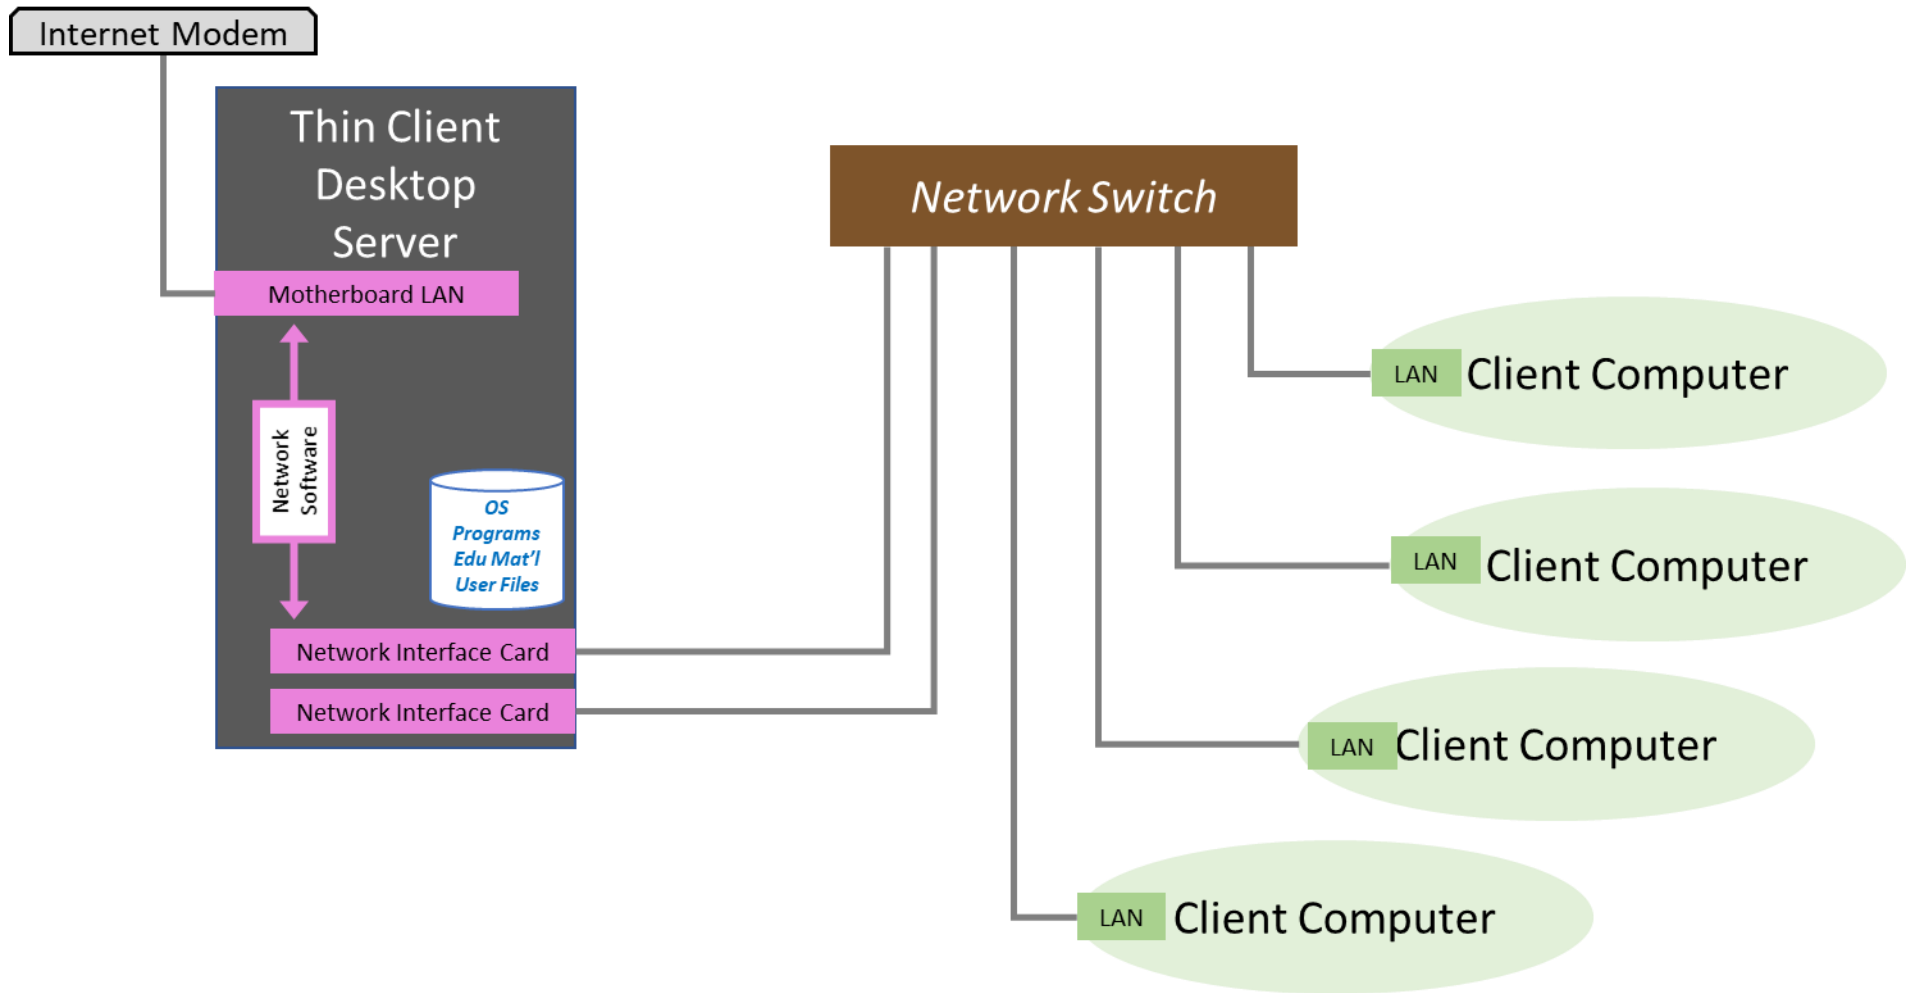 Internet Modem
Thin Client
Desktop
Server
Motherboard LAN
Network
Software
OS
Programs
Edu Mat’l
User Files
Network Interface Card
Network Interface Card
Network Switch
LAN Client Computer
LAN Client Computer
LAN Client Computer
LAN Client Computer